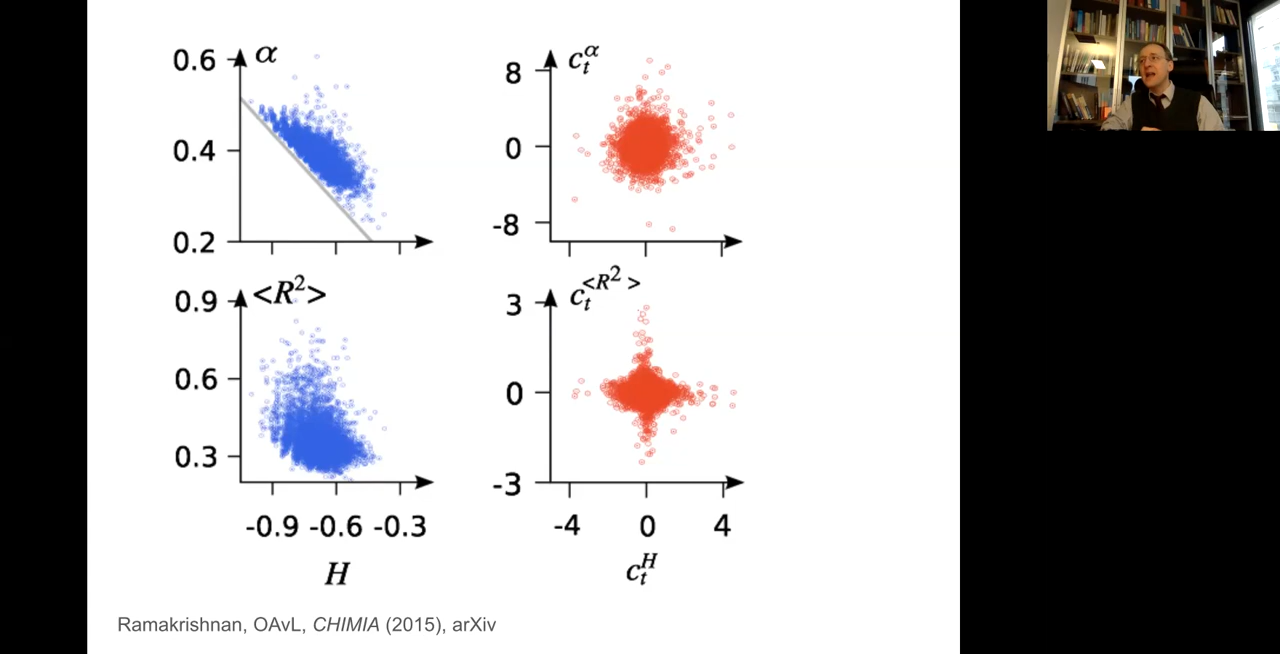 0.6 α
0.4
0.2
8 c_t^α
0
-8
0.9 <R²>
0.6
0.3
-0.9 -0.6 -0.3
H
3 c_t^<R²>
0
-3
-4 0 4
c_t^H
Ramakrishnan, OAvL, CHIMIA (2015), arXiv